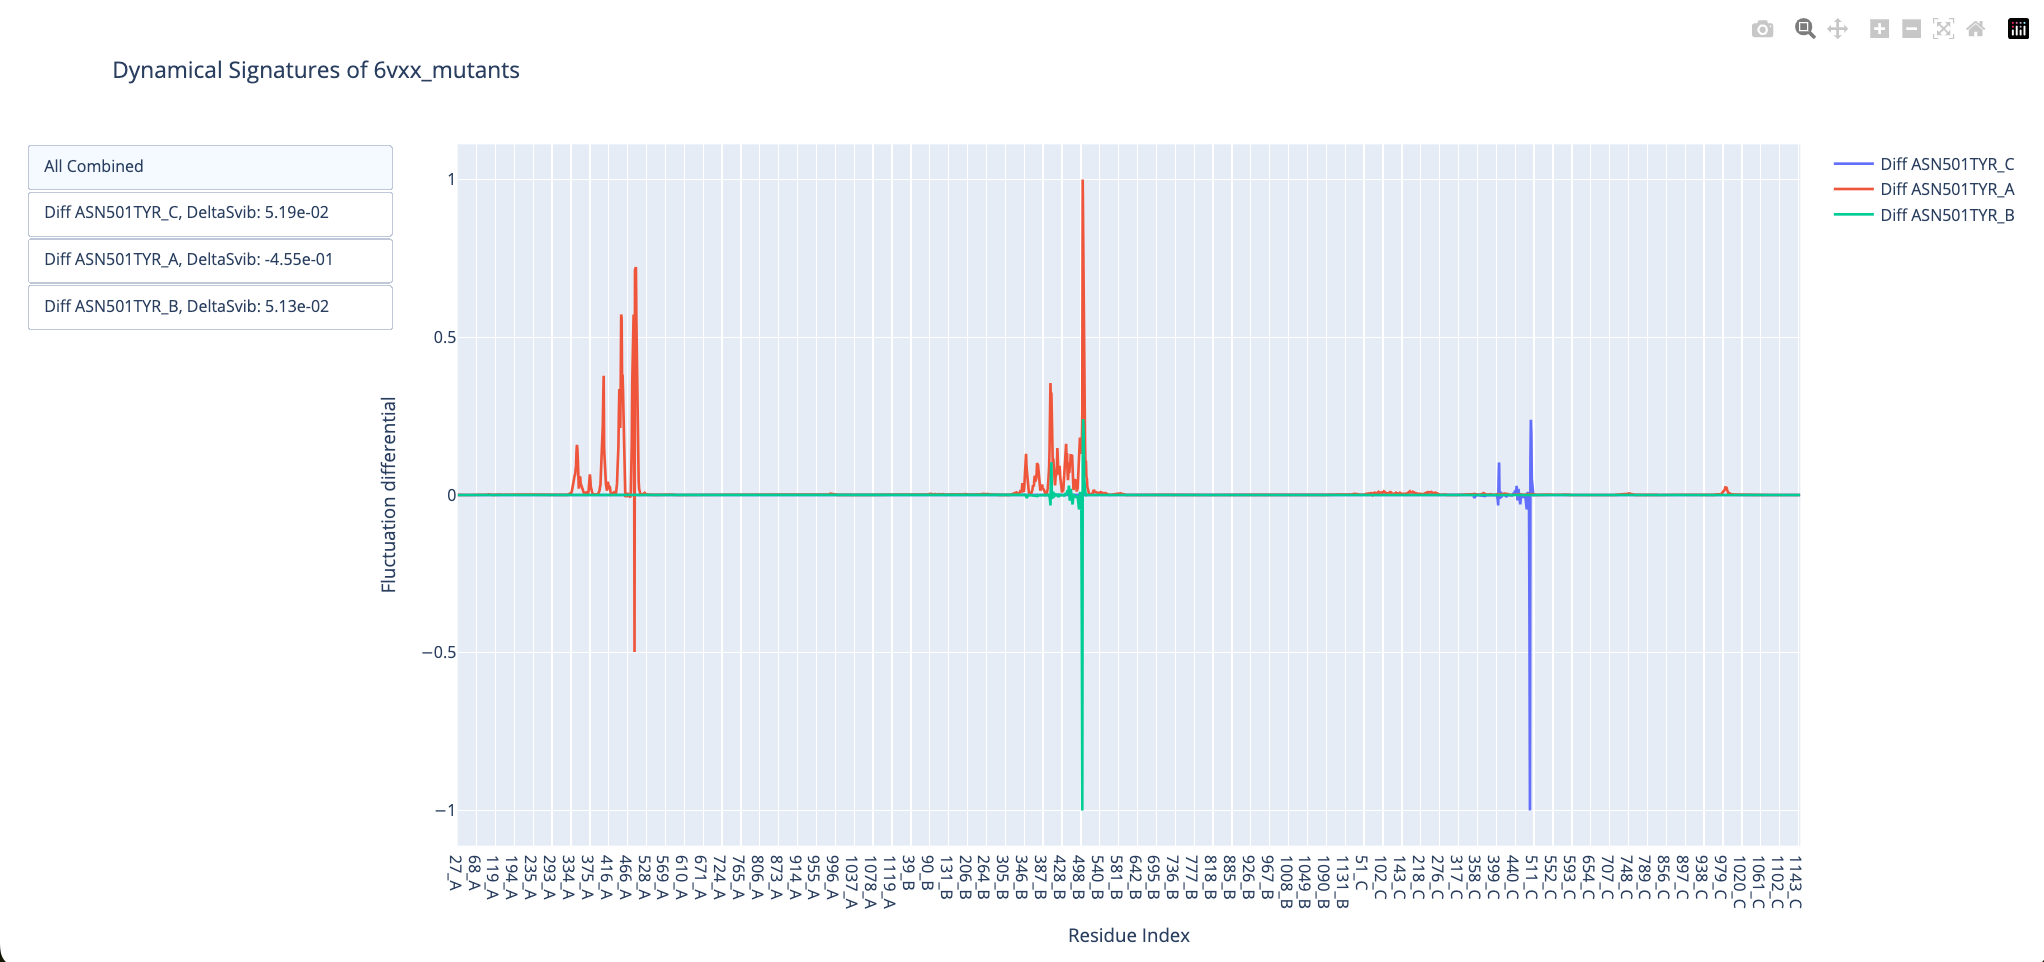 Dynamical Signatures of 6vxx_mutants
All Combined
Diff ASN501TYR_C, DeltaSvib: 5.19e-02
Diff ASN501TYR_A, DeltaSvib: -4.55e-01
Diff ASN501TYR_B, DeltaSvib: 5.13e-02
Fluctuation differential
1
0.5
0
−0.5
−1
27_A
68_A
119_A
194_A
235_A
293_A
334_A
375_A
416_A
466_A
528_A
569_A
610_A
671_A
724_A
765_A
806_A
873_A
914_A
955_A
996_A
1037_A
1078_A
1119_A
39_B
90_B
131_B
206_B
264_B
305_B
346_B
387_B
428_B
498_B
540_B
581_B
642_B
695_B
736_B
777_B
818_B
885_B
926_B
967_B
1008_B
1049_B
1090_B
1131_B
51_C
102_C
143_C
218_C
276_C
317_C
358_C
399_C
440_C
511_C
552_C
593_C
654_C
707_C
748_C
789_C
856_C
897_C
938_C
979_C
1020_C
1061_C
1102_C
1143_C
Residue Index
Diff ASN501TYR_C
Diff ASN501TYR_A
Diff ASN501TYR_B